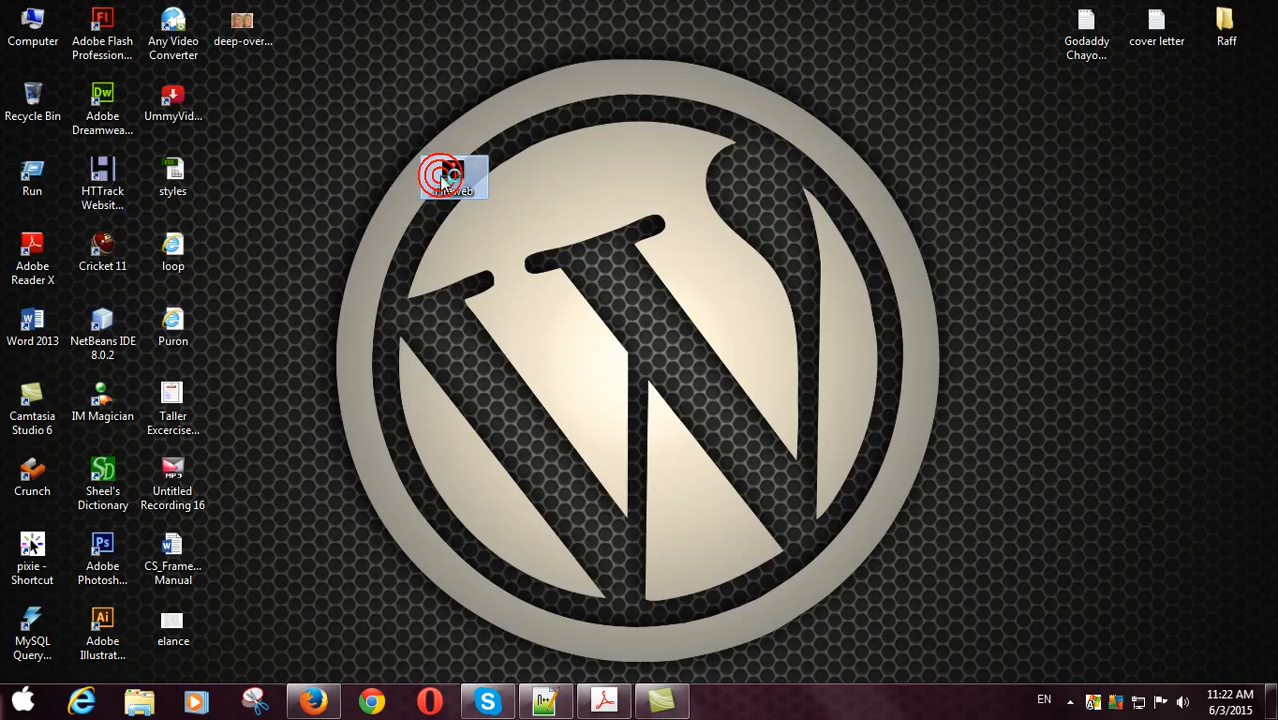 Computer
Adobe Flash
Profession...
Any Video
Converter
deep-over...
Godaddy
Chayo...
cover letter
Raff
Recycle Bin
Adobe
Dreamwea...
UmmyVid...
Run
HTTrack
Websit...
styles
Adobe
Reader X
Cricket 11
loop
Word 2013
NetBeans IDE
8.0.2
Puron
Camtasia
Studio 6
IM Magician
Taller
Excercise...
Crunch
Sheel's
Dictionary
Untitled
Recording 16
pixie -
Shortcut
Adobe
Photosh...
CS_Frame...
Manual
MySQL
Query...
Adobe
Illustrat...
elance
EN
11:22 AM
6/3/2015